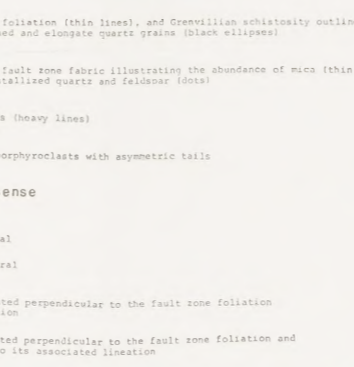 foliation (thin lines), and Grenvillian schistosity outlin
ned and elongate quartz grains (black ellipses)
fault zone fabric illustrating the abundance of mica (thin
tallized quartz and feldspar (dots)
s (heavy lines)
orphyroclasts with asymmetric tails
ense
al
ral
ted perpendicular to the fault zone foliation
ion
ted perpendicular to the fault zone foliation and
o its associated lineation